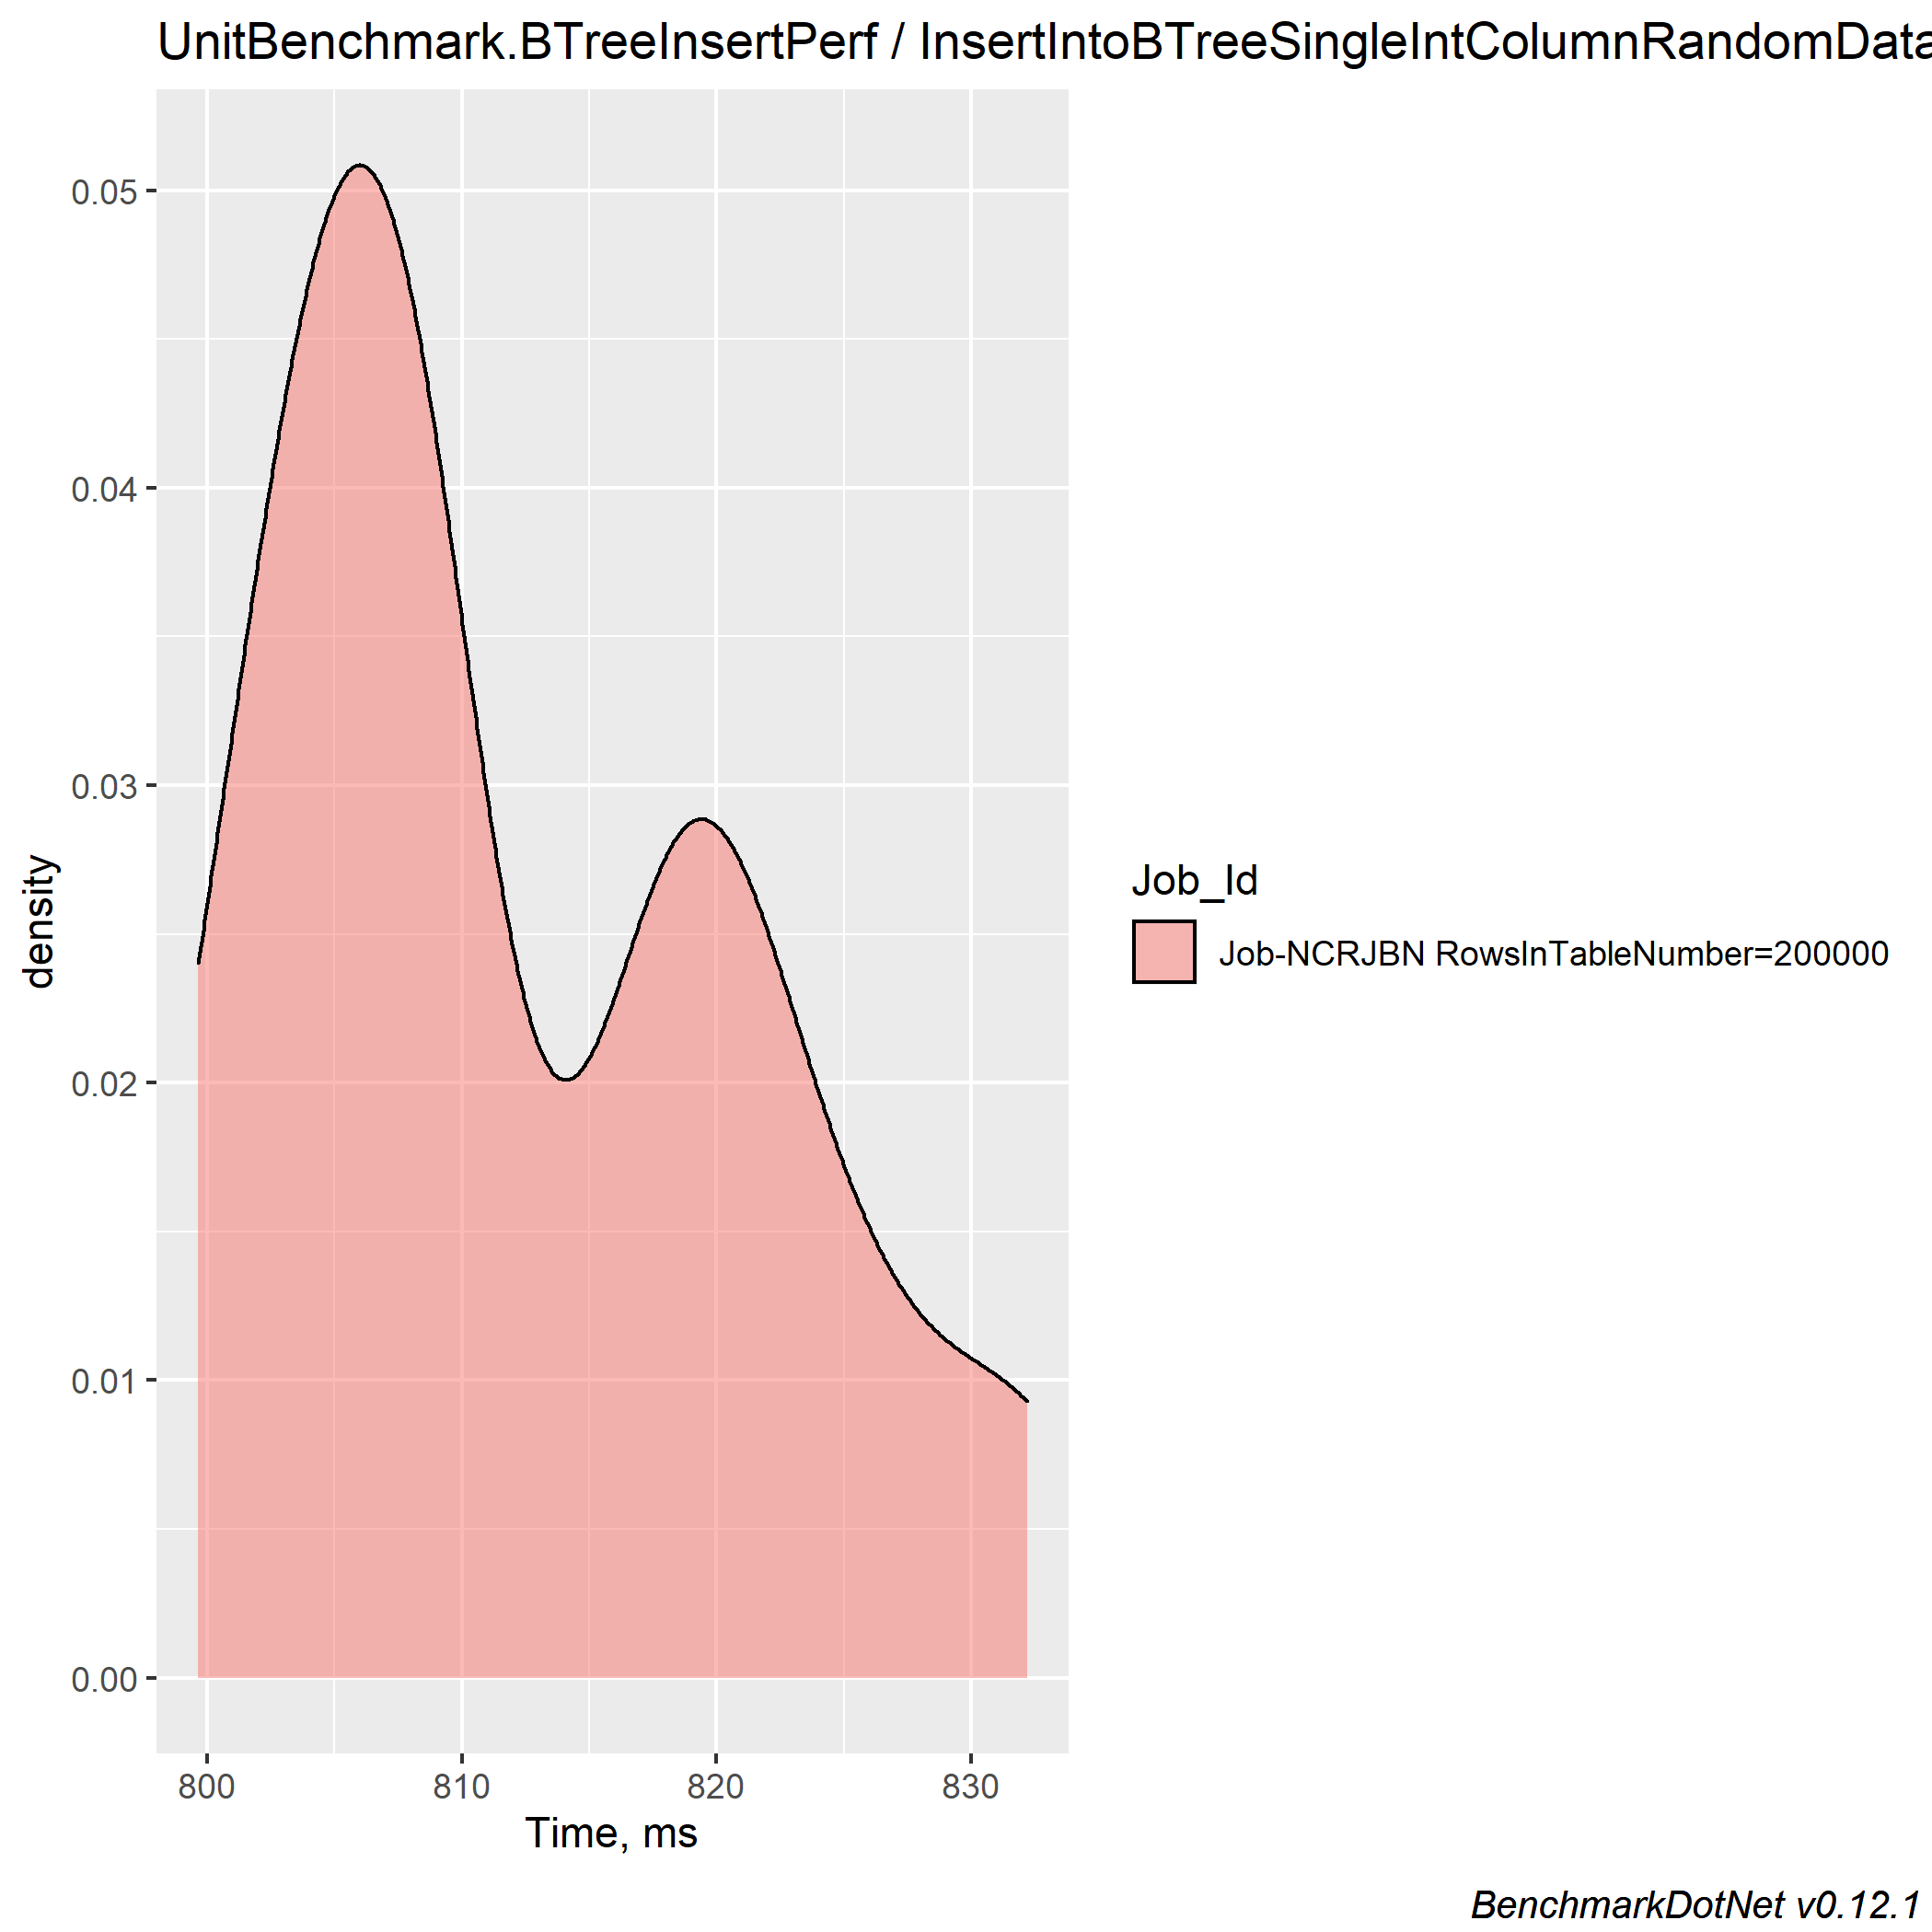 UnitBenchmark.BTreeInsertPerf / InsertIntoBTreeSingleIntColumnRandomData
0.05
0.04
0.03
0.02
0.01
0.00
density
800 810 820 830
Time, ms
Job_Id
Job-NCRJBN RowsInTableNumber=200000
BenchmarkDotNet v0.12.1